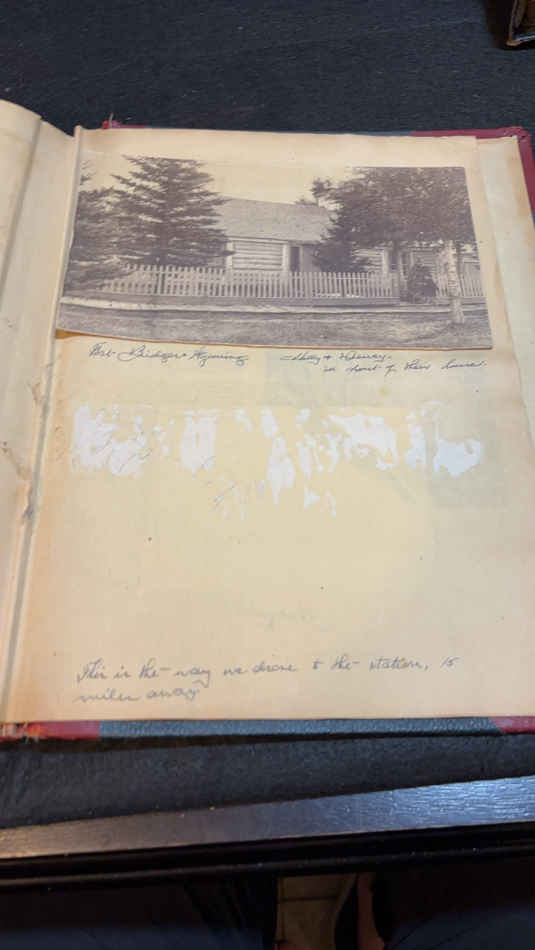 Fort Bridger Wyoming
& Henry.
in front of their house.
This is the way we drove to the station, 15
miles away